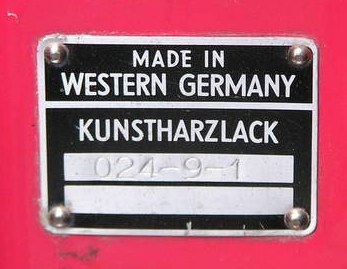 MADE IN
WESTERN GERMANY
KUNSTHARZLACK
024-9-1